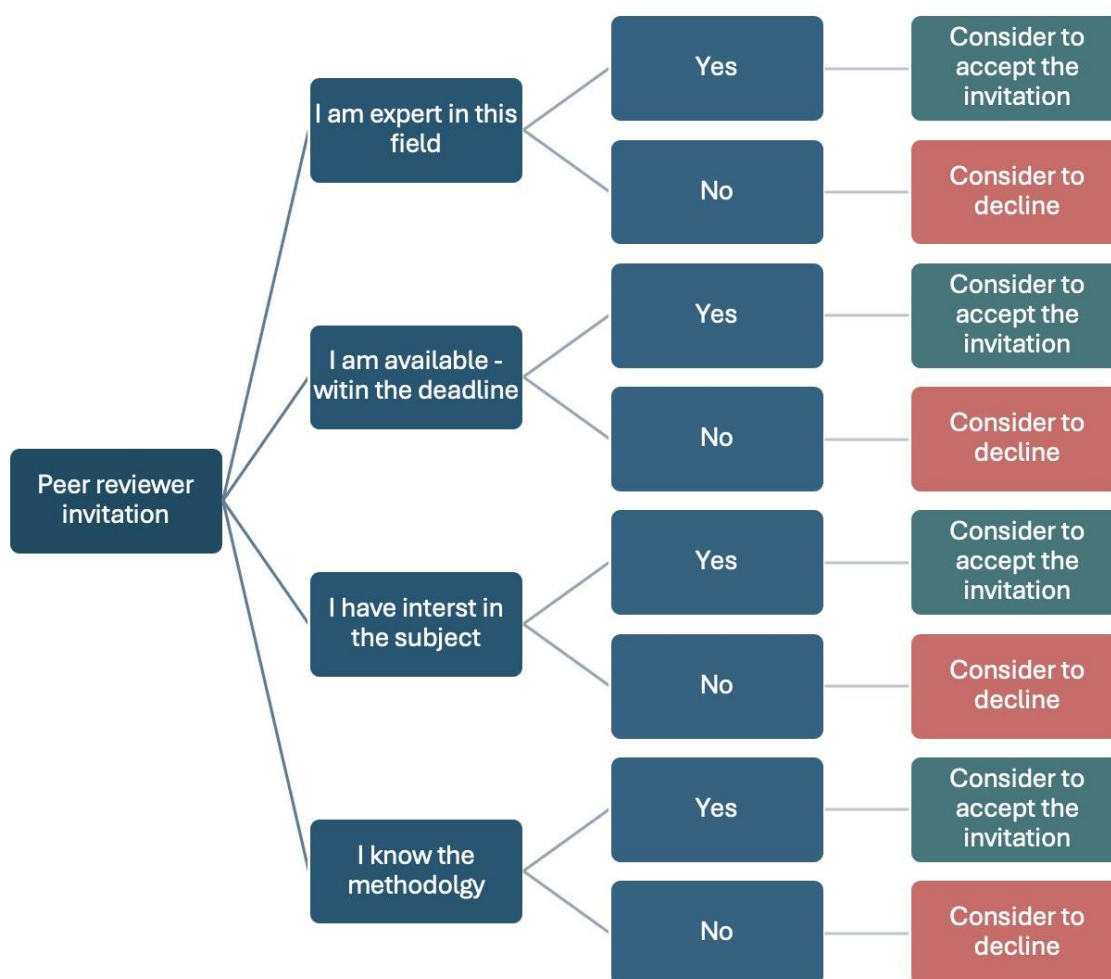 Peer reviewer
invitation
I am expert in this
field
Yes
Consider to
accept the
invitation
No
Consider to
decline
I am available -
witin the deadline
Yes
Consider to
accept the
invitation
No
Consider to
decline
I have interst in
the subject
Yes
Consider to
accept the
invitation
No
Consider to
decline
I know the
methodolgy
Yes
Consider to
accept the
invitation
No
Consider to
decline